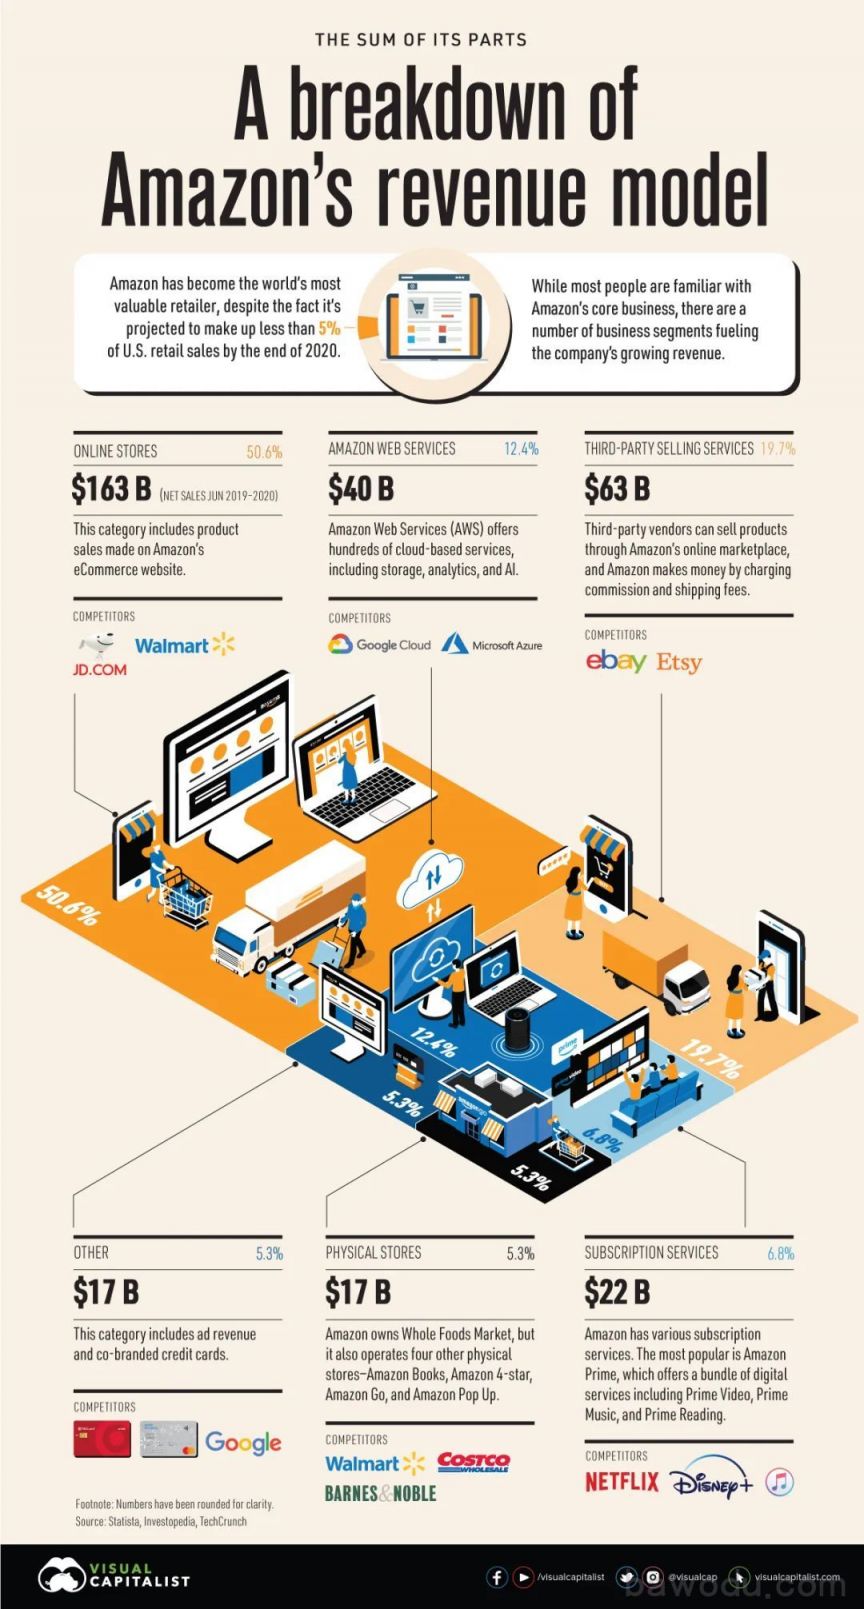 THE SUM OF ITS PARTS
A breakdown of
Amazon's revenue model
Amazon has become the world's most
valuable retailer, despite the fact it's
projected to make up less than 5%
of U.S. retail sales by the end of 2020.
While most people are familiar with
Amazon's core business, there are a
number of business segments fueling
the company's growing revenue.
ONLINE STORES 50.6%
$163 B (NET SALES JUN 2019-2020)
This category includes product
sales made on Amazon's
eCommerce website.
COMPETITORS
JD.COM
Walmart
AMAZON WEB SERVICES 12.4%
$40 B
Amazon Web Services (AWS) offers
hundreds of cloud-based services,
including storage, analytics, and AI.
COMPETITORS
Google Cloud
Microsoft Azure
THIRD-PARTY SELLING SERVICES 19.7%
$63 B
Third-party vendors can sell products
through Amazon's online marketplace,
and Amazon makes money by charging
commission and shipping fees.
COMPETITORS
ebay Etsy
50.6%
12.4%
19.7%
prime
5.3%
6.8%
5.3%
OTHER 5.3%
$17 B
This category includes ad revenue
and co-branded credit cards.
COMPETITORS
Google
PHYSICAL STORES 5.3%
$17 B
Amazon owns Whole Foods Market, but
it also operates four other physical
stores–Amazon Books, Amazon 4-star,
Amazon Go, and Amazon Pop Up.
COMPETITORS
Walmart
COSTCO
WHOLESALE
BARNES&NOBLE
SUBSCRIPTION SERVICES 6.8%
$22 B
Amazon has various subscription
services. The most popular is Amazon
Prime, which offers a bundle of digital
services including Prime Video, Prime
Music, and Prime Reading.
COMPETITORS
NETFLIX
Disney+
Footnote: Numbers have been rounded for clarity.
Source: Statista, Investopedia, TechCrunch
VISUAL
CAPITALIST
/visualcapitalist
@visualcap
visualcapitalist.com
bawodu.com